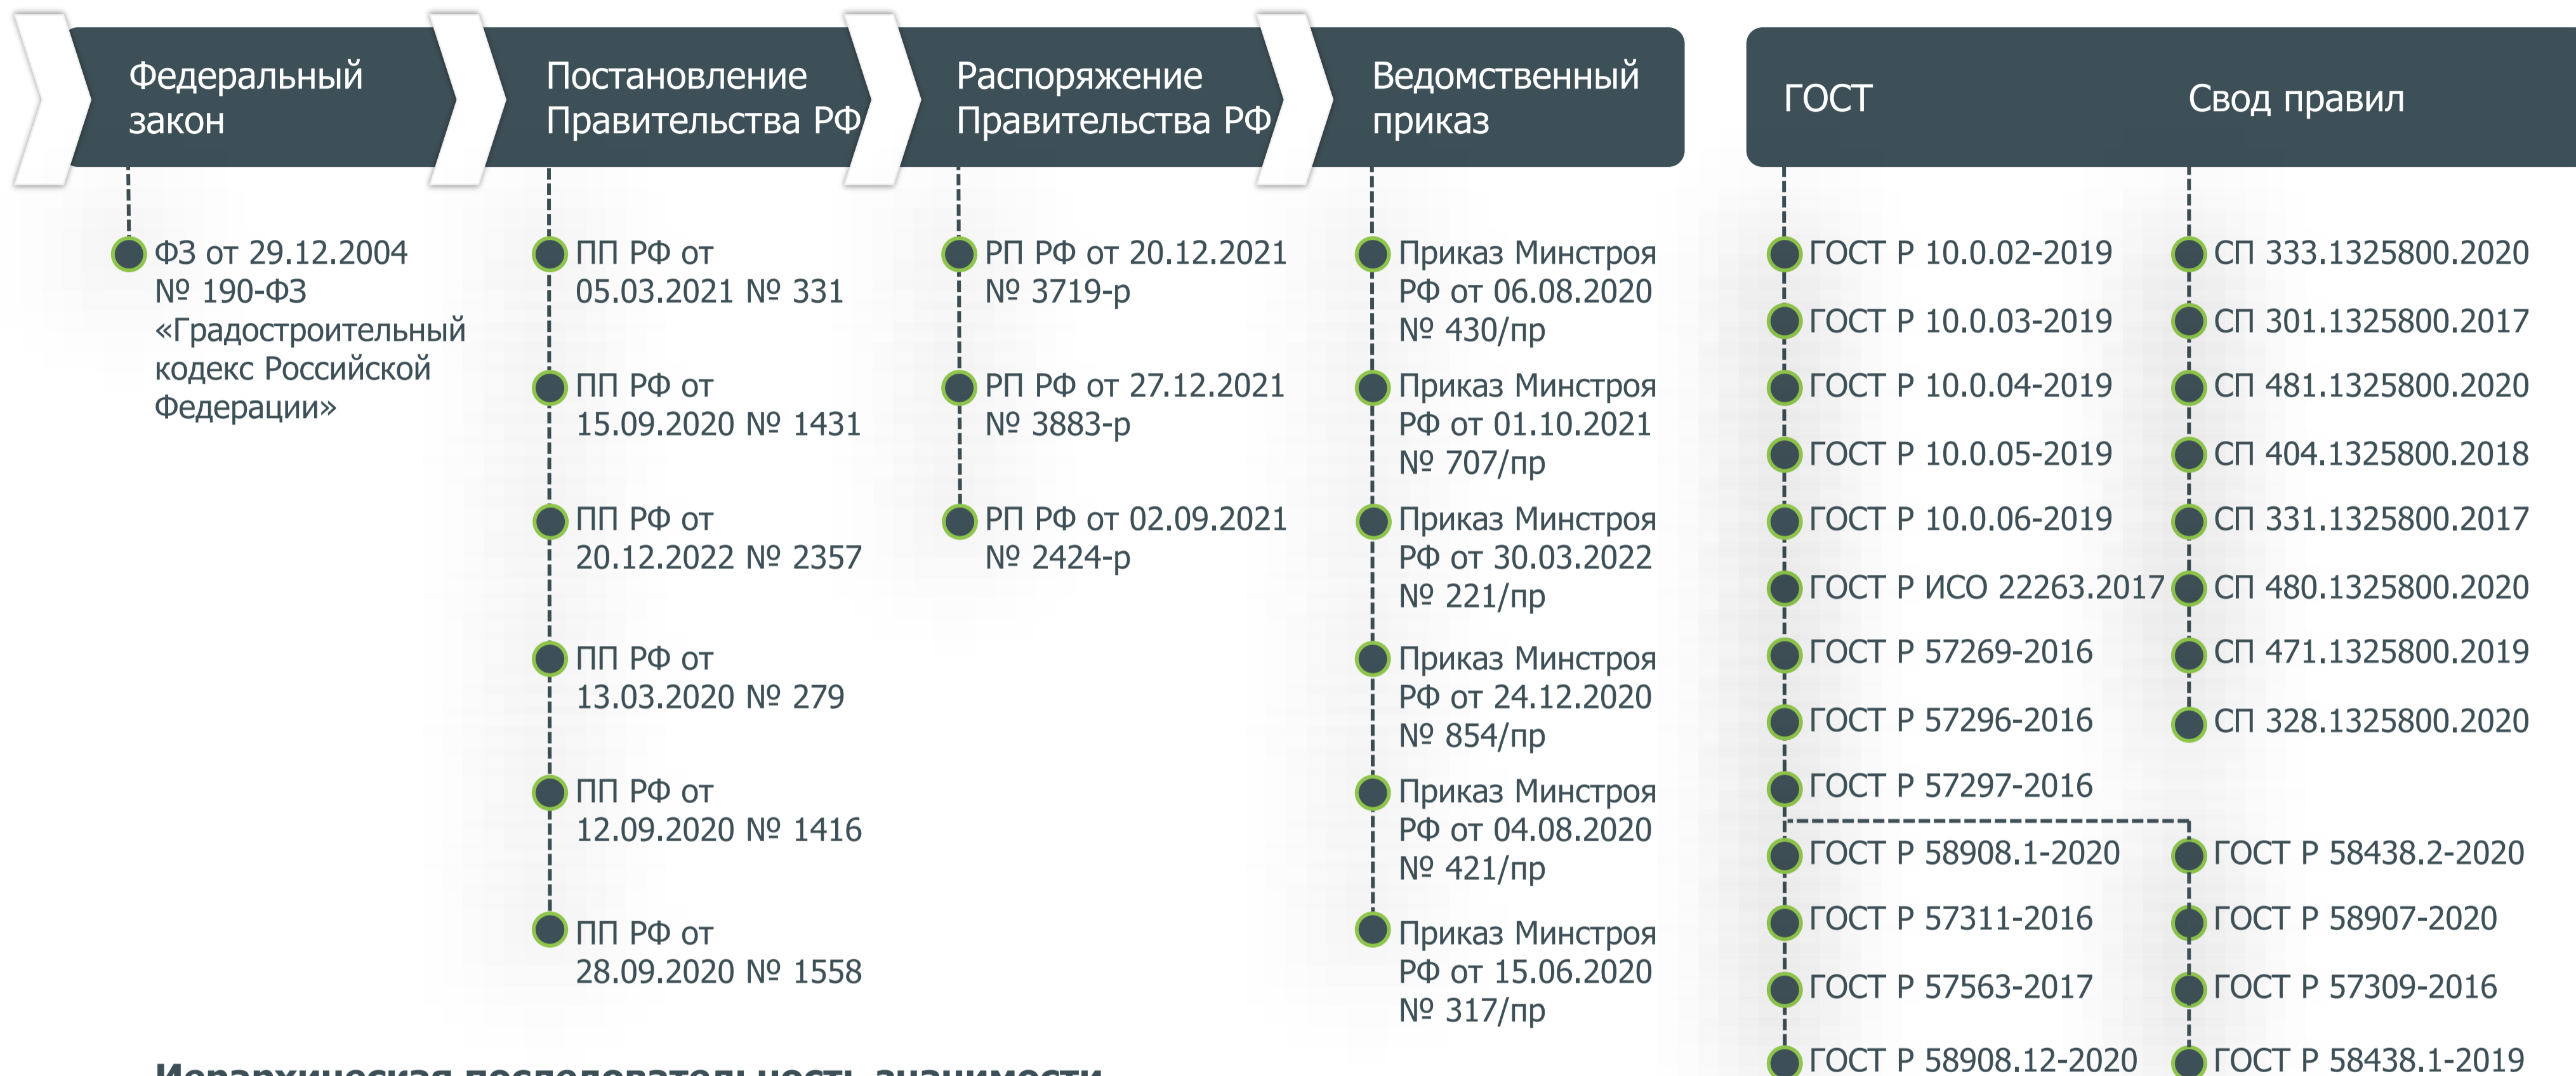 Федеральный
закон
ФЗ от 29.12.2004
№ 190-ФЗ
«Градостроительный
кодекс Российской
Федерации»
Постановление
Правительства РФ
ПП РФ от
05.03.2021 № 331
ПП РФ от
15.09.2020 № 1431
ПП РФ от
20.12.2022 № 2357
ПП РФ от
13.03.2020 № 279
ПП РФ от
12.09.2020 № 1416
ПП РФ от
28.09.2020 № 1558
Распоряжение
Правительства РФ
РП РФ от 20.12.2021
№ 3719-р
РП РФ от 27.12.2021
№ 3883-р
РП РФ от 02.09.2021
№ 2424-р
Ведомственный
приказ
Приказ Минстроя
РФ от 06.08.2020
№ 430/пр
Приказ Минстроя
РФ от 01.10.2021
№ 707/пр
Приказ Минстроя
РФ от 30.03.2022
№ 221/пр
Приказ Минстроя
РФ от 24.12.2020
№ 854/пр
Приказ Минстроя
РФ от 04.08.2020
№ 421/пр
Приказ Минстроя
РФ от 15.06.2020
№ 317/пр
ГОСТ
ГОСТ Р 10.0.02-2019
ГОСТ Р 10.0.03-2019
ГОСТ Р 10.0.04-2019
ГОСТ Р 10.0.05-2019
ГОСТ Р 10.0.06-2019
ГОСТ Р ИСО 22263.2017
ГОСТ Р 57269-2016
ГОСТ Р 57296-2016
ГОСТ Р 57297-2016
ГОСТ Р 58908.1-2020
ГОСТ Р 57311-2016
ГОСТ Р 57563-2017
ГОСТ Р 58908.12-2020
Свод правил
СП 333.1325800.2020
СП 301.1325800.2017
СП 481.1325800.2020
СП 404.1325800.2018
СП 331.1325800.2017
СП 480.1325800.2020
СП 471.1325800.2019
СП 328.1325800.2020
ГОСТ Р 58438.2-2020
ГОСТ Р 58907-2020
ГОСТ Р 57309-2016
ГОСТ Р 58438.1-2019
Иерархическая последовательность значимости